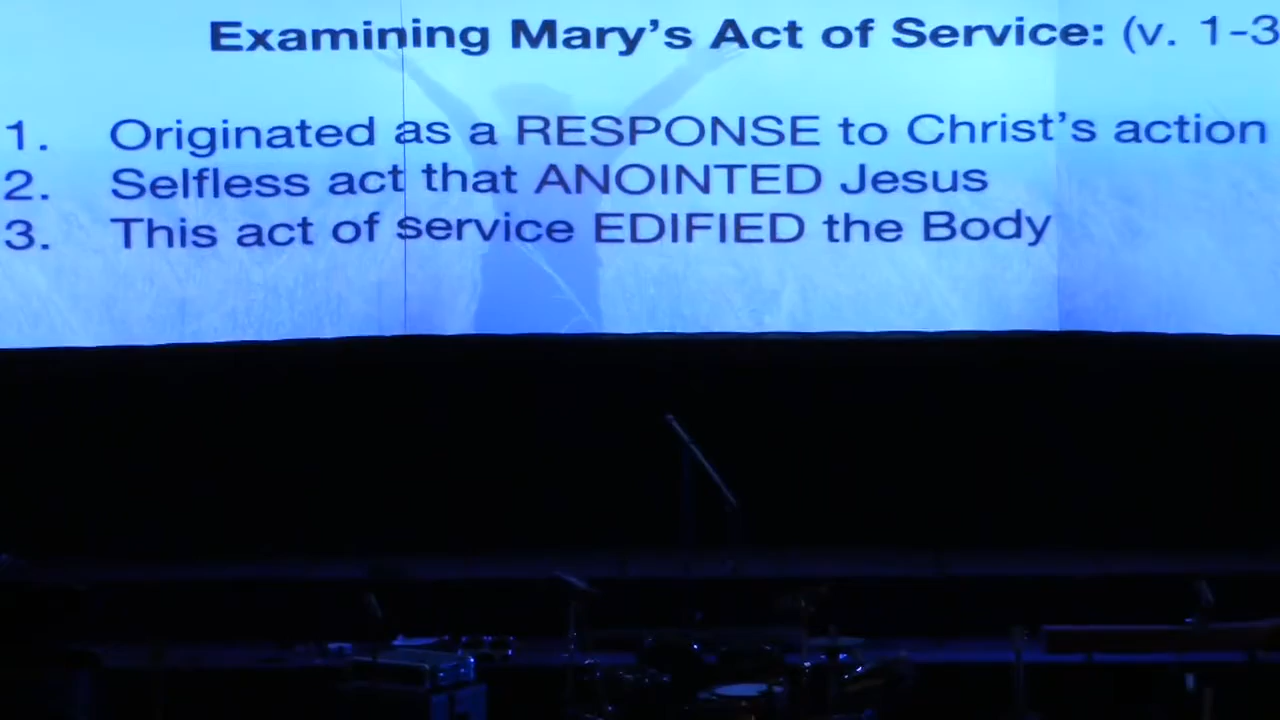 Examining Mary's Act of Service: (v. 1-3
1. Originated as a RESPONSE to Christ's action
2. Selfless act that ANOINTED Jesus
3. This act of service EDIFIED the Body